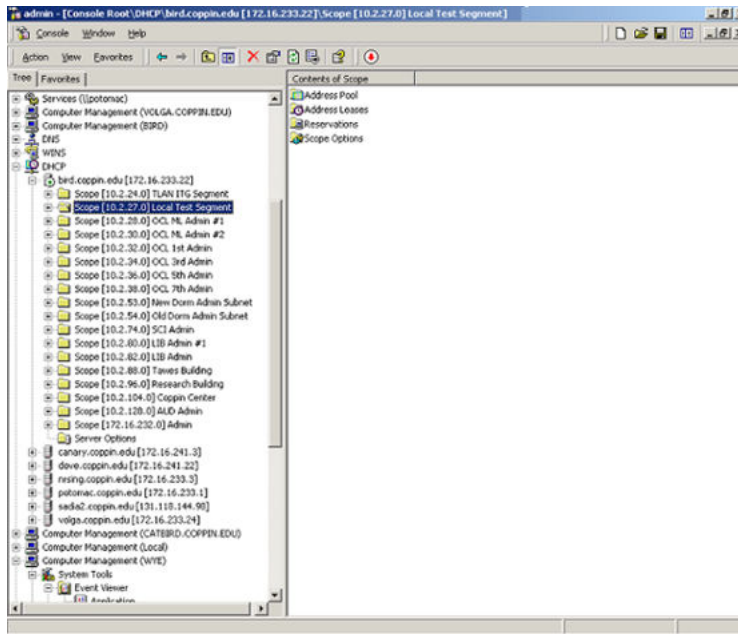 admin - [Console Root\DHCP\bird.coppin.edu [172.16.233.22]\Scope [10.2.27.0] Local Test Segment]
Console Window Help
Action View Favorites
Tree Favorites
Contents of Scope
Services (\\potomac)
Computer Management (VOLGA.COPPIN.EDU)
Computer Management (BIRD)
DNS
WINS
DHCP
bird.coppin.edu [172.16.233.22]
Scope [10.2.24.0] TLAN ITG Segment
Scope [10.2.27.0] Local Test Segment
Scope [10.2.28.0] OCL ML Admin #1
Scope [10.2.30.0] OCL ML Admin #2
Scope [10.2.32.0] OCL 1st Admin
Scope [10.2.34.0] OCL 3rd Admin
Scope [10.2.36.0] OCL 5th Admin
Scope [10.2.38.0] OCL 7th Admin
Scope [10.2.53.0] New Dorm Admin Subnet
Scope [10.2.54.0] Old Dorm Admin Subnet
Scope [10.2.74.0] SCI Admin
Scope [10.2.80.0] LIB Admin #1
Scope [10.2.82.0] LIB Admin
Scope [10.2.88.0] Tawes Building
Scope [10.2.96.0] Research Building
Scope [10.2.104.0] Coppin Center
Scope [10.2.128.0] AUD Admin
Scope [172.16.232.0] Admin
Server Options
canary.coppin.edu [172.16.241.3]
dove.coppin.edu [172.16.241.22]
nrsing.coppin.edu [172.16.233.3]
potomac.coppin.edu [172.16.233.1]
sadia2.coppin.edu [131.118.144.98]
volga.coppin.edu [172.16.233.24]
Computer Management (CATBIRD.COPPIN.EDU)
Computer Management (Local)
Computer Management (WYE)
System Tools
Event Viewer
Application
Address Pool
Address Leases
Reservations
Scope Options